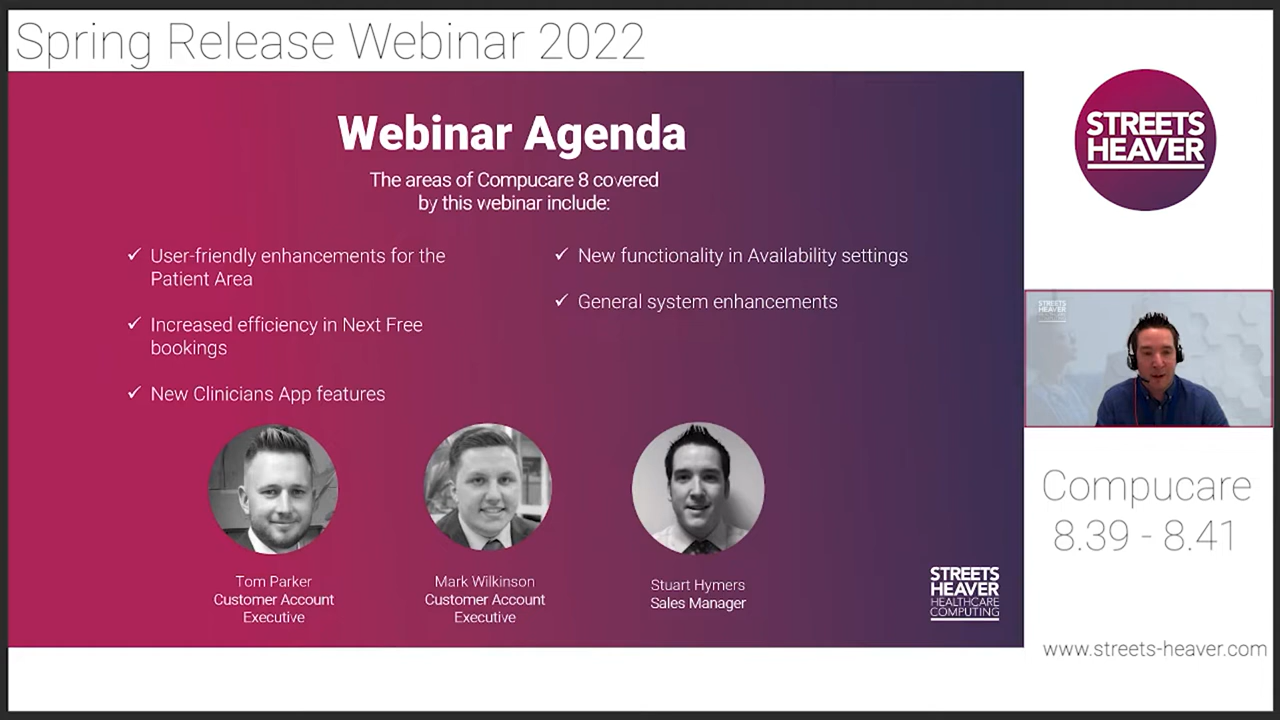 Spring Release Webinar 2022
Webinar Agenda
The areas of Compucare 8 covered
by this webinar include:
✓ User-friendly enhancements for the
Patient Area
✓ Increased efficiency in Next Free
bookings
✓ New Clinicians App features
✓ New functionality in Availability settings
✓ General system enhancements
Tom Parker
Customer Account
Executive
Mark Wilkinson
Customer Account
Executive
Stuart Hymers
Sales Manager
STREETS
HEAVER
HEALTHCARE
COMPUTING
STREETS
HEAVER
STREETS
HEAVER
Compucare
8.39 - 8.41
www.streets-heaver.com